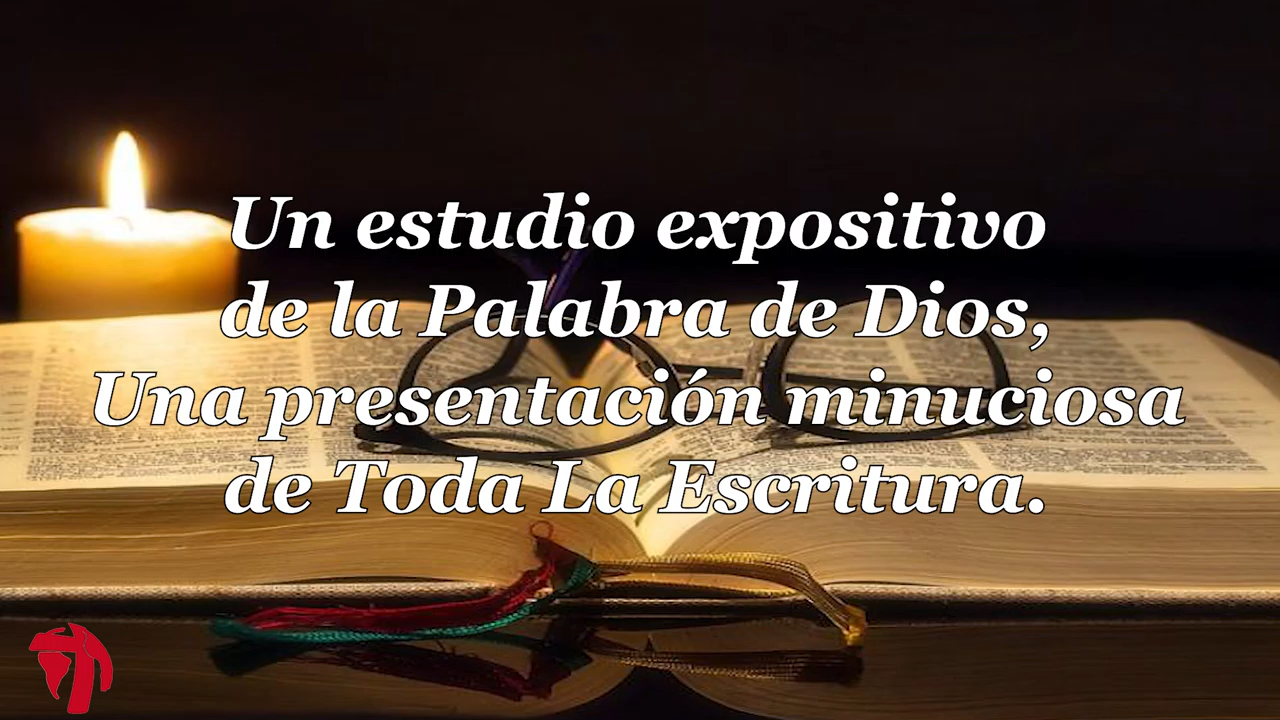 Un estudio expositivo
de la Palabra de Dios,
Una presentación minuciosa
de Toda La Escritura.